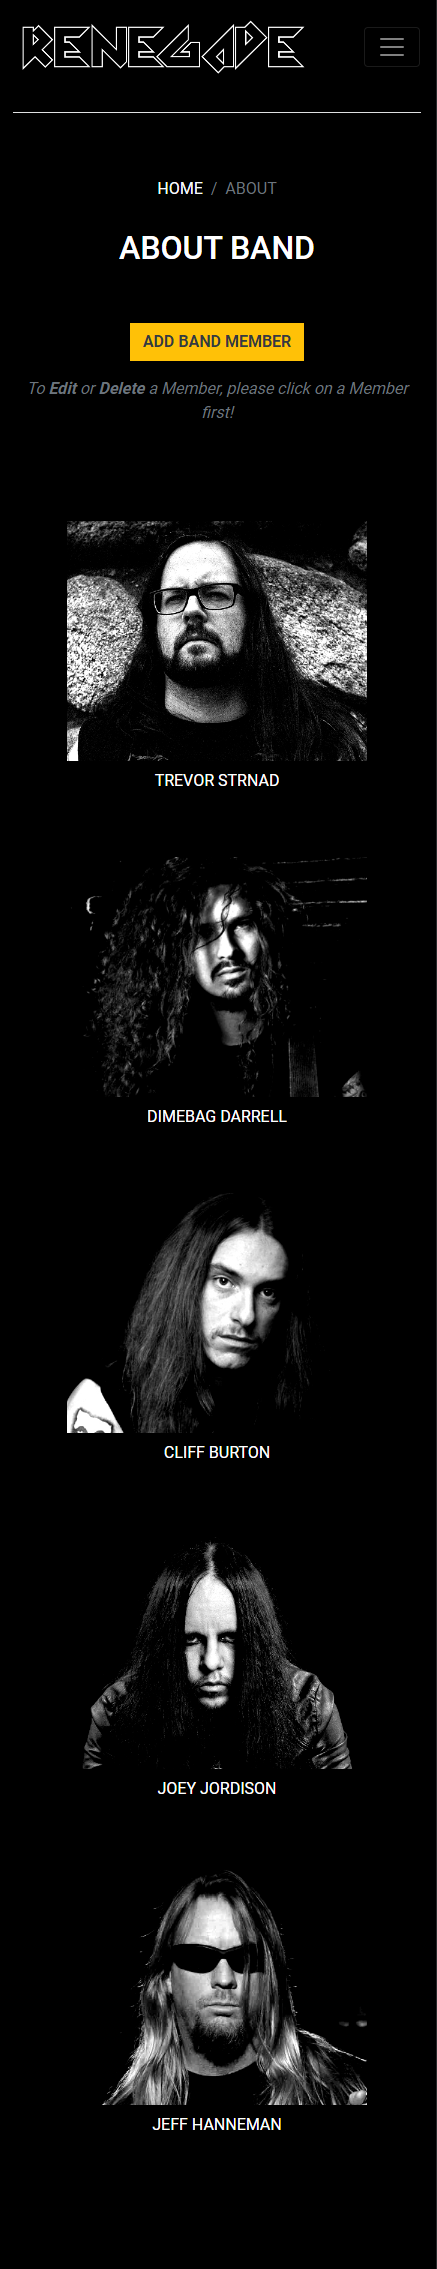 RENEGADE
HOME / ABOUT
ABOUT BAND
ADD BAND MEMBER
To Edit or Delete a Member, please click on a Member
first!
TREVOR STRNAD
DIMEBAG DARRELL
CLIFF BURTON
JOEY JORDISON
JEFF HANNEMAN